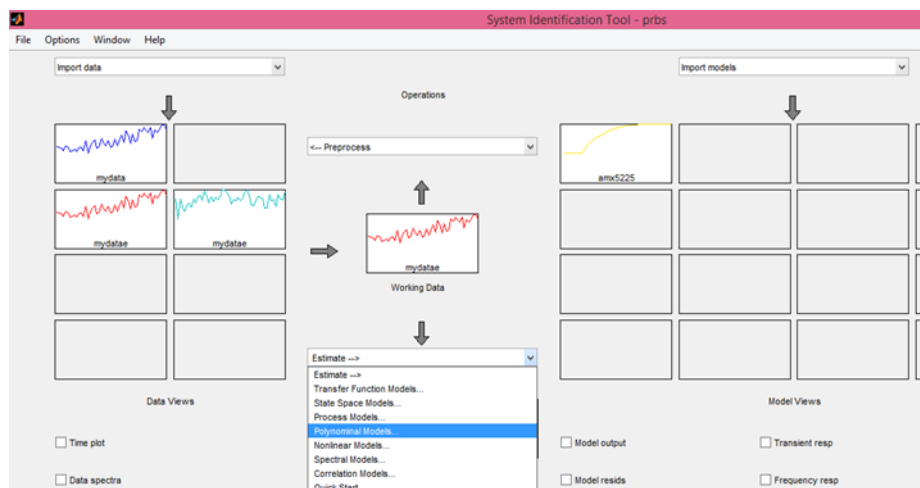 System Identification Tool - prbs
File Options Window Help
Import data
Import models
Operations
<-- Preprocess
mydata
amx5225
mydatae
mydatae
mydatae
Working Data
Estimate -->
Estimate -->
Transfer Function Models...
State Space Models...
Process Models...
Polynominal Models...
Nonlinear Models...
Spectral Models...
Correlation Models...
Quick Start
Data Views
Model Views
Time plot
Model output
Transient resp
Data spectra
Model resids
Frequency resp